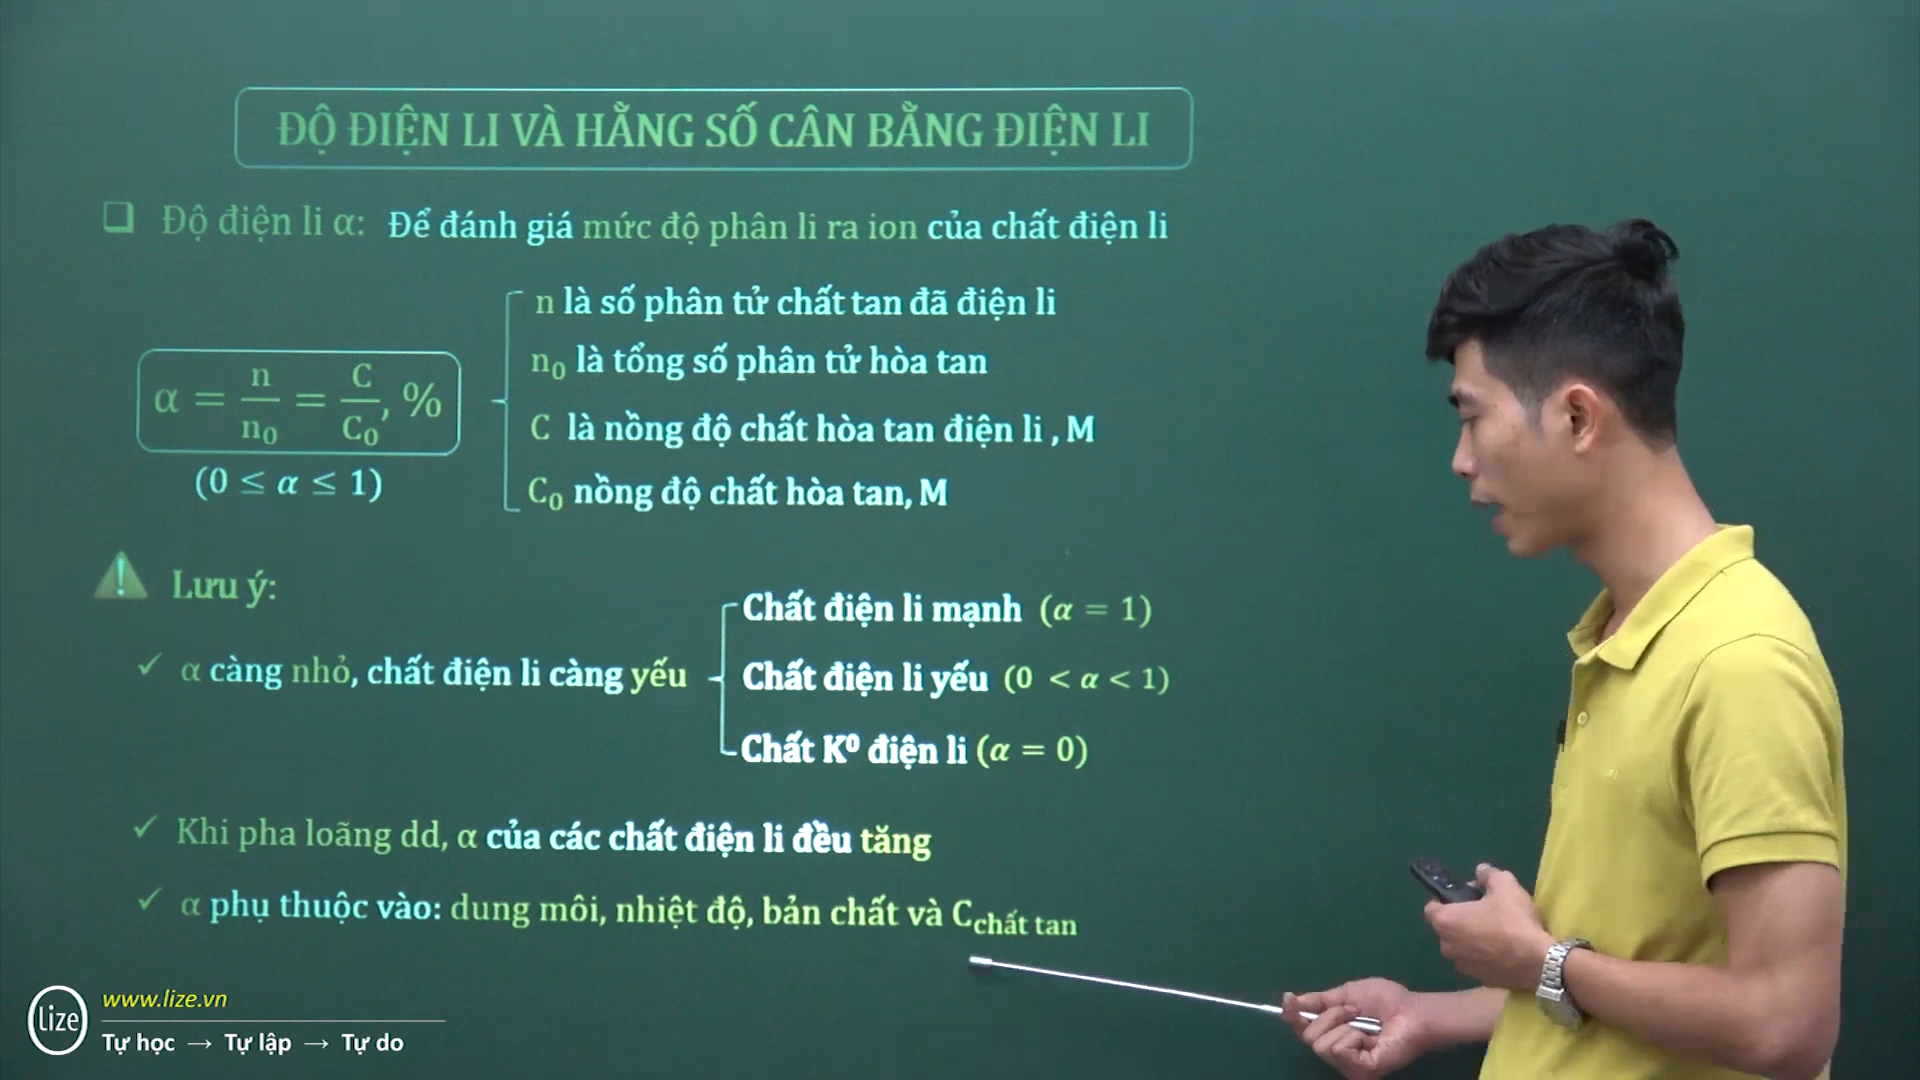 ĐỘ ĐIỆN LI VÀ HẰNG SỐ CÂN BẰNG ĐIỆN LI
Độ điện li α: Để đánh giá mức độ phân li ra ion của chất điện li
α = n/n₀ = C/C₀, %
(0 ≤ α ≤ 1)
n là số phân tử chất tan đã điện li
n₀ là tổng số phân tử hòa tan
C là nồng độ chất hòa tan điện li , M
C₀ nồng độ chất hòa tan, M
! Lưu ý:
✓ α càng nhỏ, chất điện li càng yếu
Chất điện li mạnh (α = 1)
Chất điện li yếu (0 < α < 1)
Chất K⁰ điện li (α = 0)
✓ Khi pha loãng dd, α của các chất điện li đều tăng
✓ α phụ thuộc vào: dung môi, nhiệt độ, bản chất và C chất tan
lize
www.lize.vn
Tự học → Tự lập → Tự do